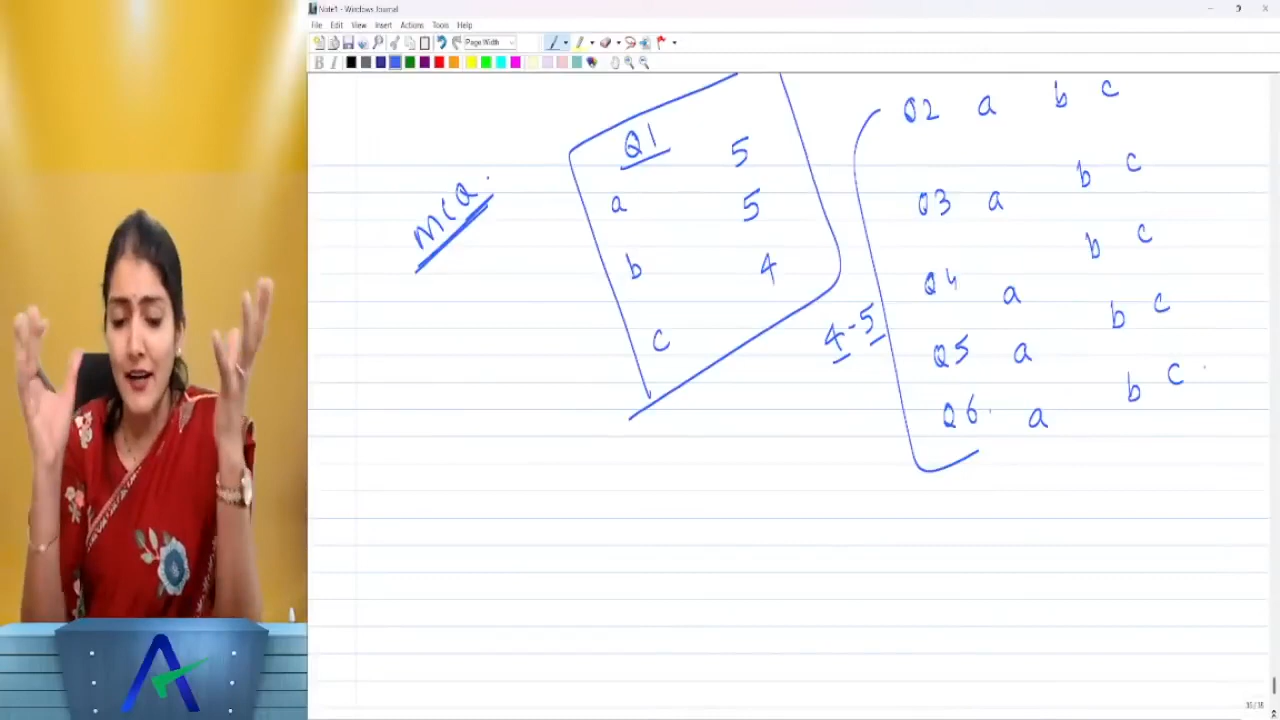 Note1 - Windows Journal
File Edit View Insert Actions Tools Help
Page Width
B I
MCQ.
Q1 5
a 5
b 4
c
4-5
Q2 a b c
Q3 a b c
Q4 a b c
Q5 a b c
Q6. a b c